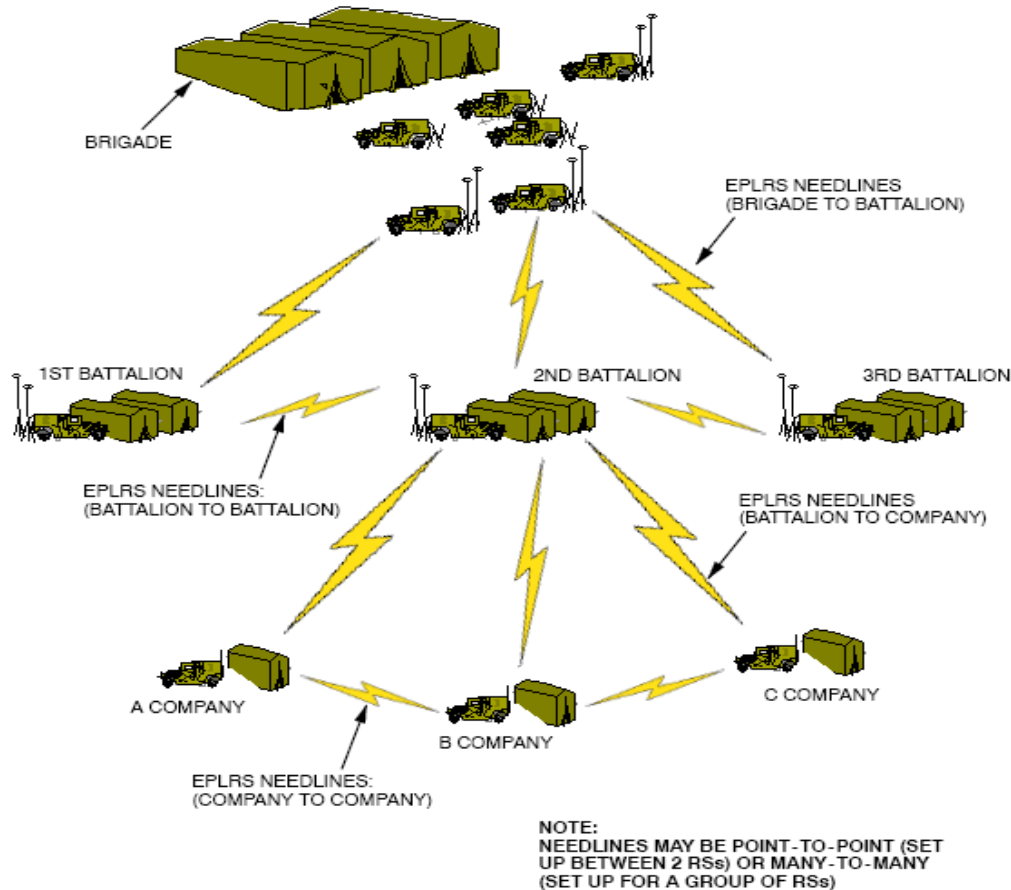 BRIGADE
EPLRS NEEDLINES
(BRIGADE TO BATTALION)
1ST BATTALION
2ND BATTALION
3RD BATTALION
EPLRS NEEDLINES:
(BATTALION TO BATTALION)
EPLRS NEEDLINES
(BATTALION TO COMPANY)
A COMPANY
B COMPANY
C COMPANY
EPLRS NEEDLINES:
(COMPANY TO COMPANY)
NOTE:
NEEDLINES MAY BE POINT-TO-POINT (SET
UP BETWEEN 2 RSs) OR MANY-TO-MANY
(SET UP FOR A GROUP OF RSs)